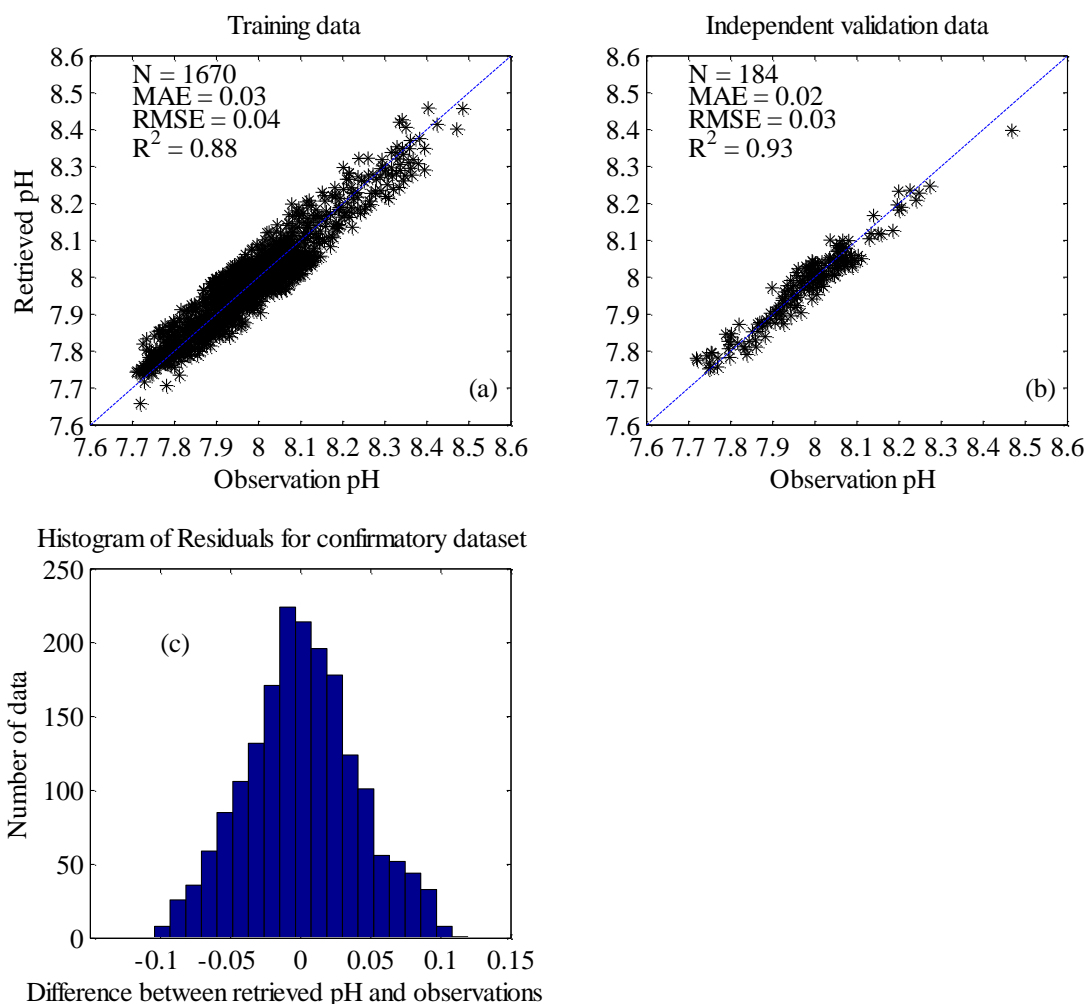 Training data
N = 1670
MAE = 0.03
RMSE = 0.04
R² = 0.88
8.6
8.5
8.4
8.3
8.2
8.1
8
7.9
7.8
7.7
7.6
Retrieved pH
(a)
7.6 7.7 7.8 7.9 8 8.1 8.2 8.3 8.4 8.5 8.6
Observation pH
Independent validation data
N = 184
MAE = 0.02
RMSE = 0.03
R² = 0.93
8.6
8.5
8.4
8.3
8.2
8.1
8
7.9
7.8
7.7
7.6
(b)
7.6 7.7 7.8 7.9 8 8.1 8.2 8.3 8.4 8.5 8.6
Observation pH
Histogram of Residuals for confirmatory dataset
250
200
150
100
50
0
Number of data
(c)
-0.1 -0.05 0 0.05 0.1 0.15
Difference between retrieved pH and observations